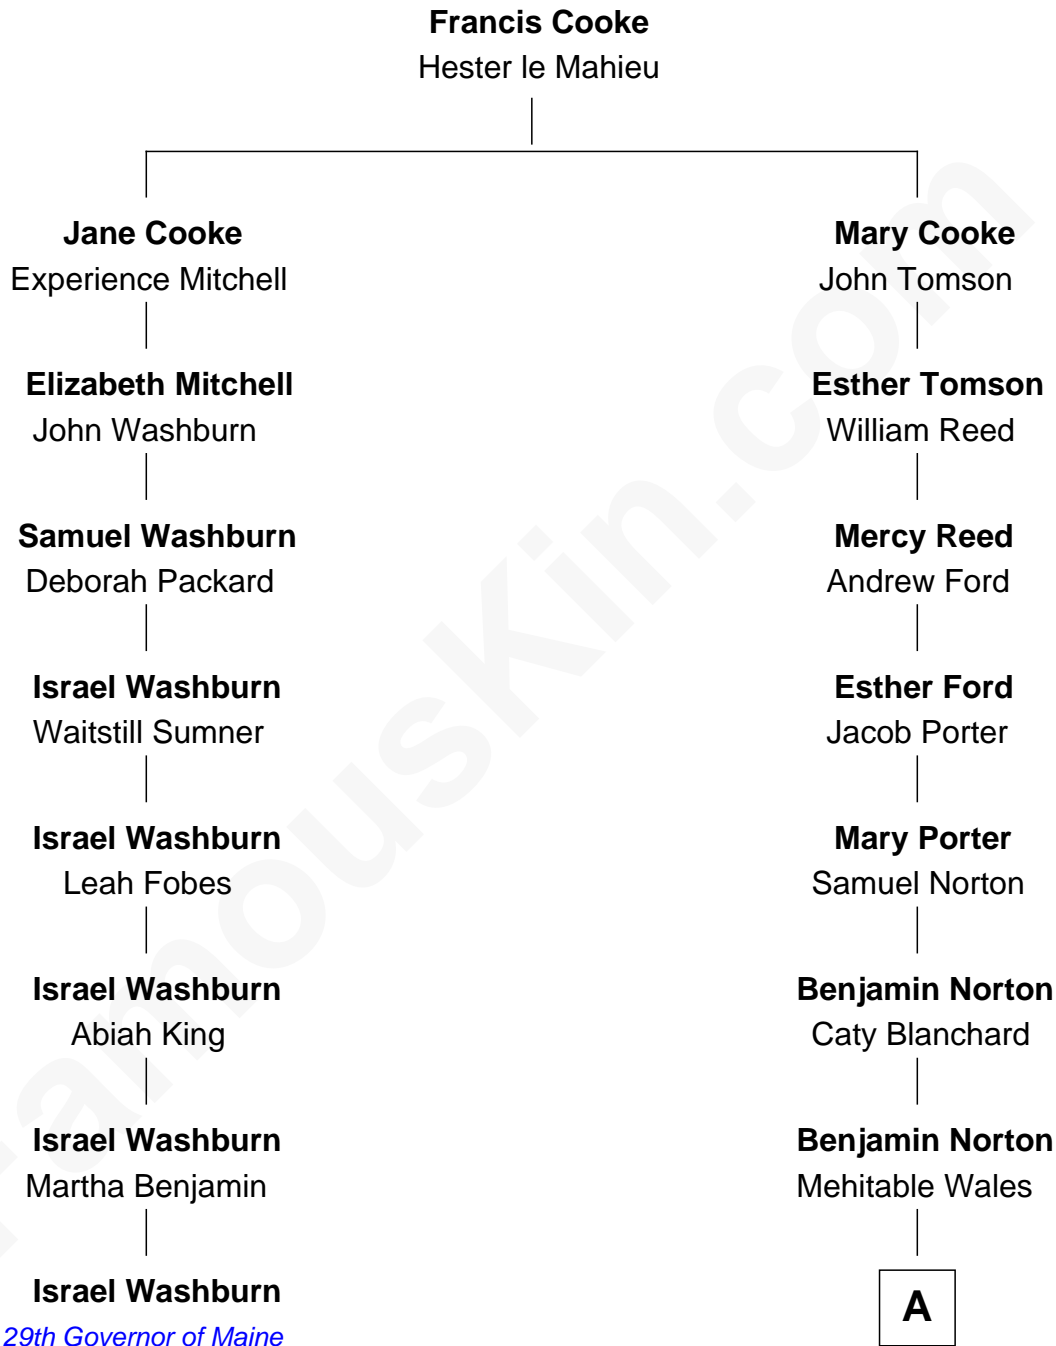 Francis Cooke
Hester le Mahieu
Jane Cooke
Experience Mitchell
Mary Cooke
John Tomson
Elizabeth Mitchell
John Washburn
Esther Tomson
William Reed
Samuel Washburn
Deborah Packard
Mercy Reed
Andrew Ford
Israel Washburn
Waitstill Sumner
Esther Ford
Jacob Porter
Israel Washburn
Leah Fobes
Mary Porter
Samuel Norton
Israel Washburn
Abiah King
Benjamin Norton
Caty Blanchard
Israel Washburn
Martha Benjamin
Benjamin Norton
Mehitable Wales
Israel Washburn
29th Governor of Maine
A
FamousKin.com